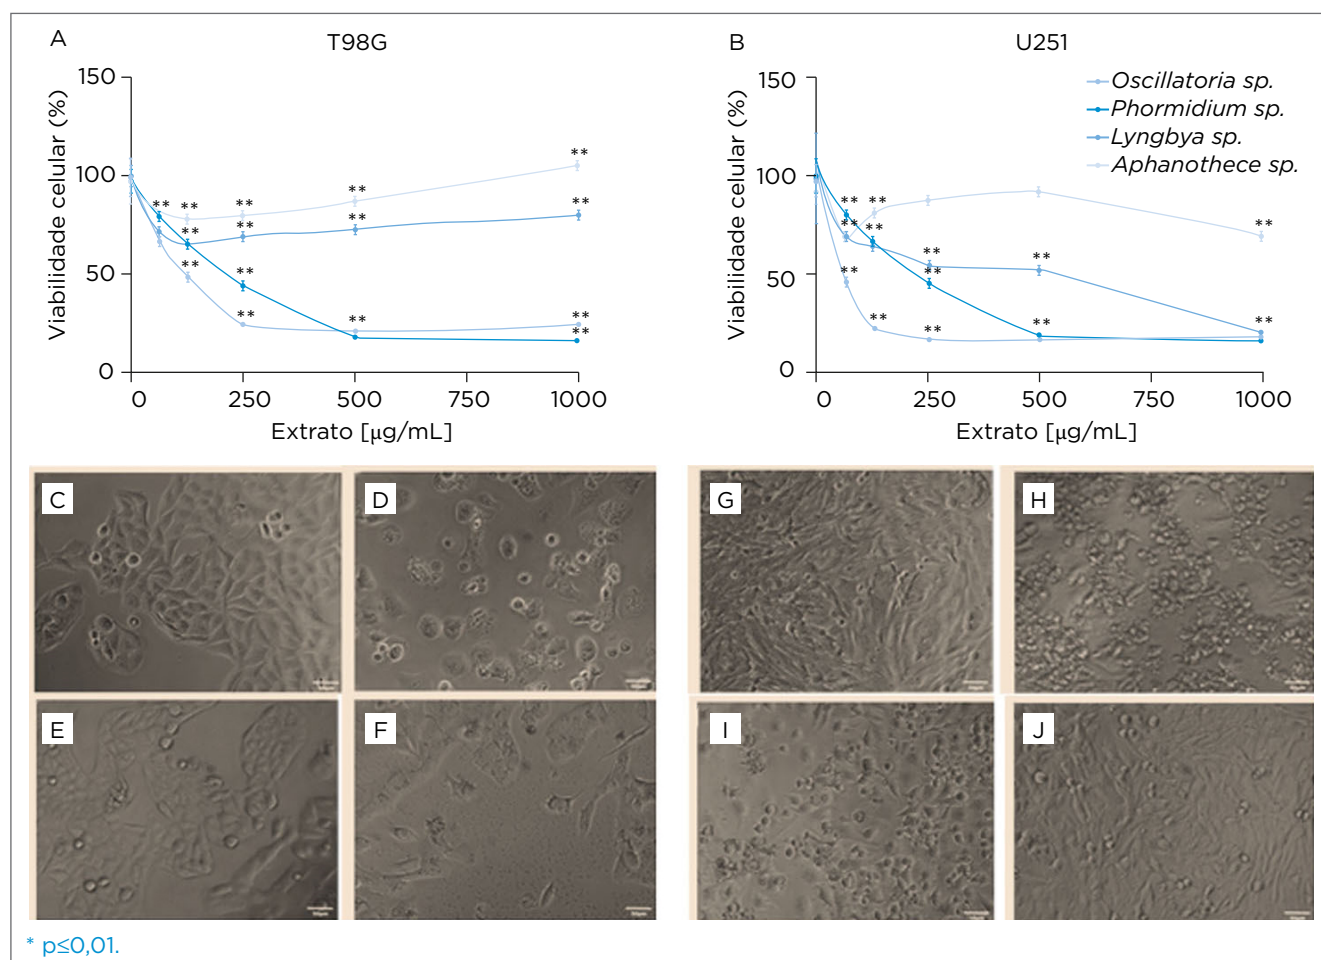 A
T98G
Viabilidade celular (%)
150
100
50
0
** ** ** ** **
** ** ** **
** ** ** ** **
**
0 250 500 750 1000
Extrato [µg/mL]
B
U251
Viabilidade celular (%)
150
100
50
0
Oscillatoria sp.
Phormidium sp.
Lyngbya sp.
Aphanothece sp.
** ** **
** ** ** **
** ** **
** ** **
0 250 500 750 1000
Extrato [µg/mL]
C
D
G
H
E
F
I
J
* p≤0,01.